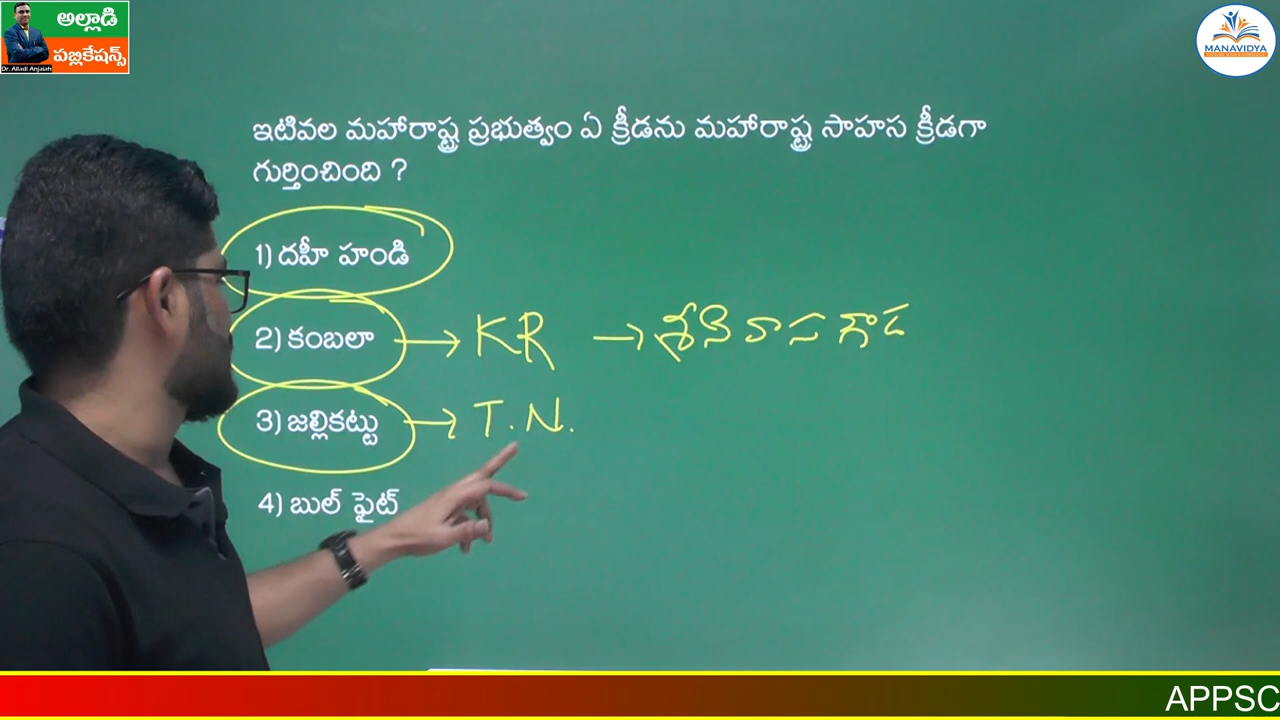 అల్లాడి
పబ్లికేషన్స్
Dr. Alladi Anjaiah
MANAVIDYA
ఇటివల మహారాష్ట్ర ప్రభుత్వం ఏ క్రీడను మహారాష్ట్ర సాహస క్రీడగా
గుర్తించింది ?
1) దహీ హండి
2) కంబలా → KR → శ్రీనివాస గౌడ
3) జల్లికట్టు → T.N.
4) బుల్ ఫైట్
APPSC